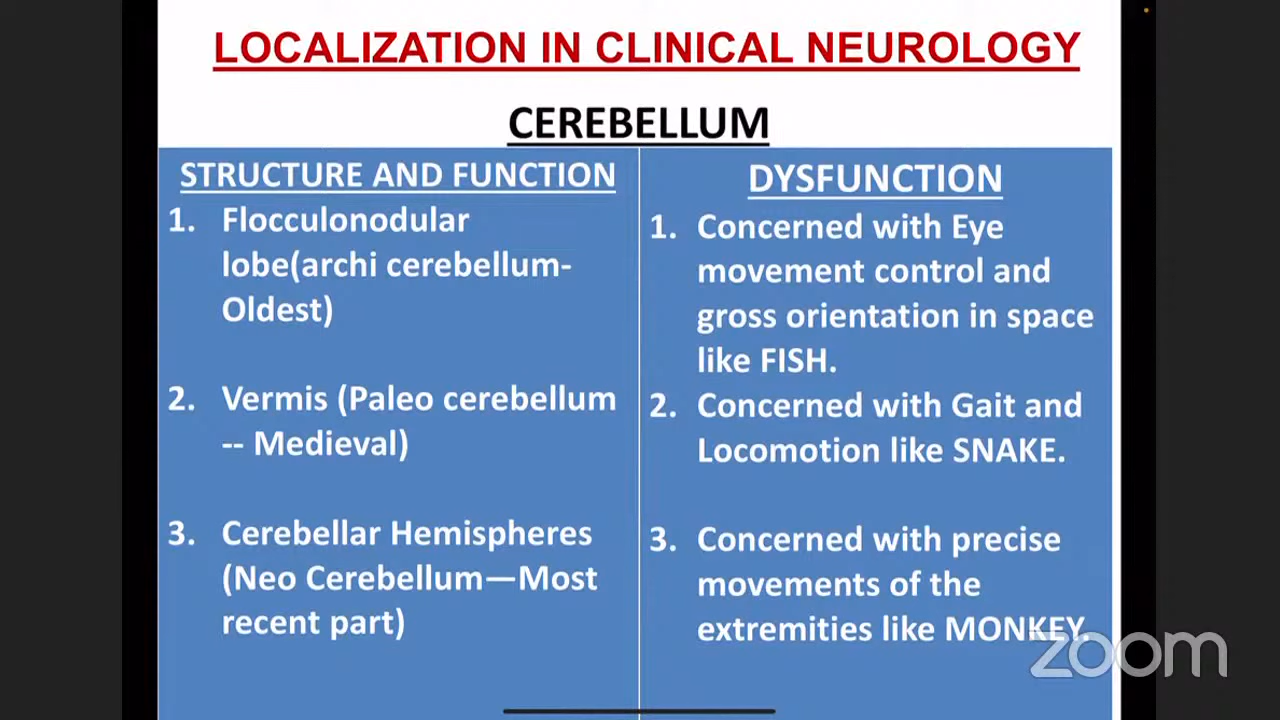 LOCALIZATION IN CLINICAL NEUROLOGY
CEREBELLUM
STRUCTURE AND FUNCTION
1. Flocculonodular
lobe(archi cerebellum-
Oldest)
2. Vermis (Paleo cerebellum
-- Medieval)
3. Cerebellar Hemispheres
(Neo Cerebellum—Most
recent part)
DYSFUNCTION
1. Concerned with Eye
movement control and
gross orientation in space
like FISH.
2. Concerned with Gait and
Locomotion like SNAKE.
3. Concerned with precise
movements of the
extremities like MONKEY.
zoom